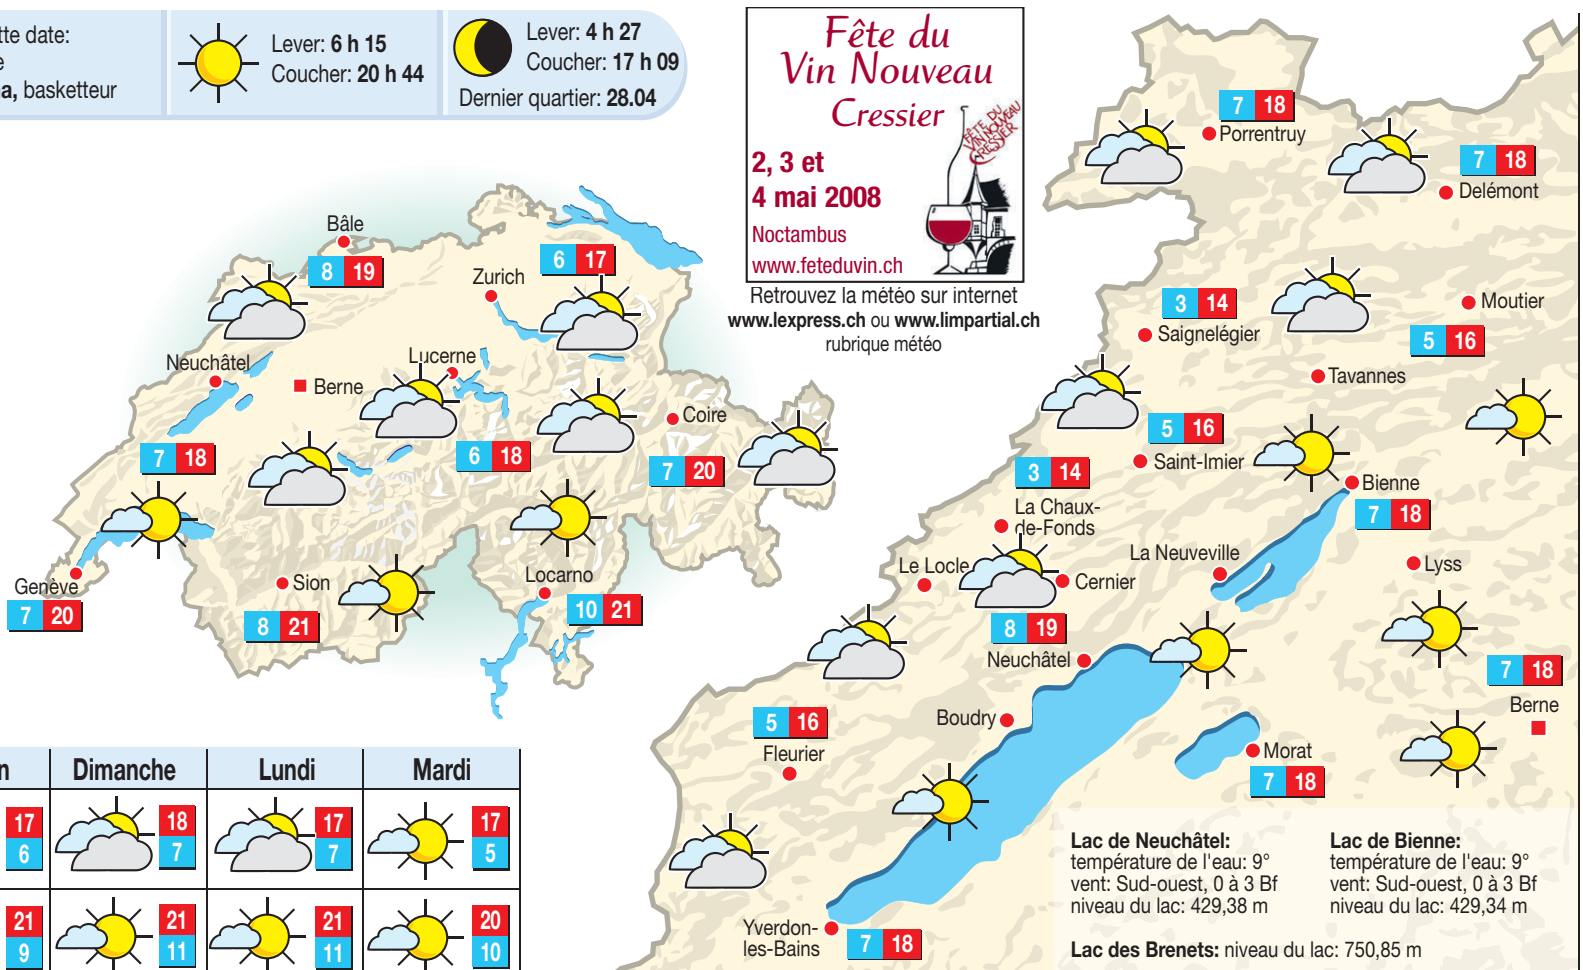 tte date:
e
na, basketteur
Lever: 6 h 15
Coucher: 20 h 44
Lever: 4 h 27
Coucher: 17 h 09
Dernier quartier: 28.04
Fête du
Vin Nouveau
Cressier
FÊTE DU
VIN NOUVEAU
CRESSIER
2, 3 et
4 mai 2008
Noctambus
www.feteduvin.ch
Retrouvez la météo sur internet
www.lexpress.ch ou www.limpartial.ch
rubrique météo
Bâle
8 19
Zurich
6 17
Neuchâtel
7 18
Berne
Lucerne
6 18
Coire
7 20
Genève
7 20
Sion
8 21
Locarno
10 21
7 18
Porrentruy
7 18
Delémont
3 14
Saignelégier
Moutier
5 16
Tavannes
5 16
Saint-Imier
3 14
La Chaux-
de-Fonds
Bienne
7 18
La Neuveville
Le Locle
Cernier
Lyss
8 19
Neuchâtel
7 18
Berne
Boudry
5 16
Fleurier
Morat
7 18
Yverdon-
les-Bains
7 18
n Dimanche Lundi Mardi
17 18 17 17
6 7 7 5
21 21 21 20
9 11 11 10
Lac de Neuchâtel:
température de l'eau: 9°
vent: Sud-ouest, 0 à 3 Bf
niveau du lac: 429,38 m
Lac de Bienne:
température de l'eau: 9°
vent: Sud-ouest, 0 à 3 Bf
niveau du lac: 429,34 m
Lac des Brenets: niveau du lac: 750,85 m